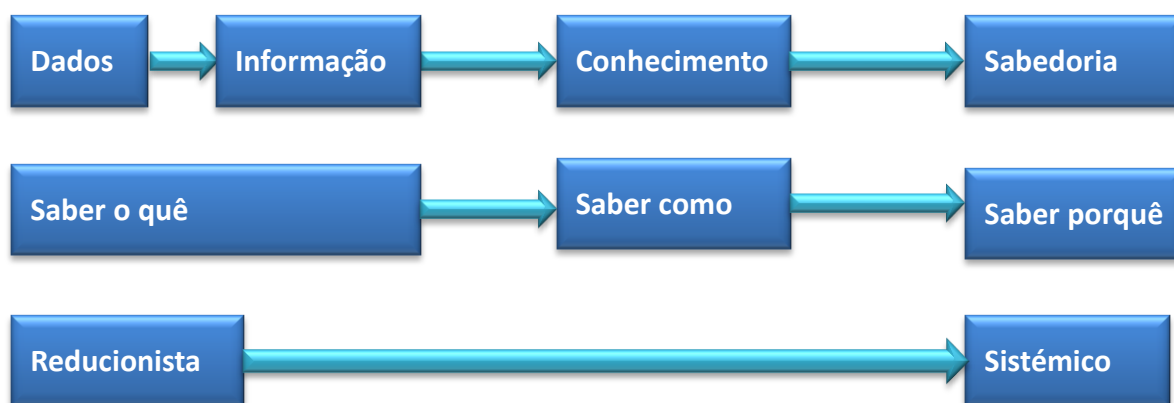 Dados Informação Conhecimento Sabedoria
Saber o quê Saber como Saber porquê
Reducionista Sistémico